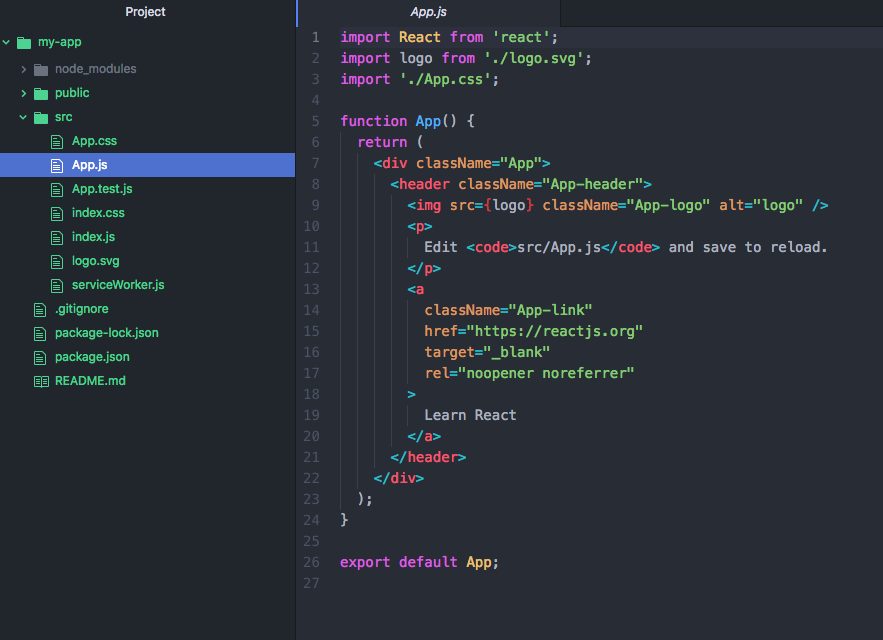 Project
my-app
node_modules
public
src
App.css
App.js
App.test.js
index.css
index.js
logo.svg
serviceWorker.js
.gitignore
package-lock.json
package.json
README.md
App.js
1 import React from 'react';
2 import logo from './logo.svg';
3 import './App.css';
4
5 function App() {
6   return (
7     <div className="App">
8       <header className="App-header">
9         <img src={logo} className="App-logo" alt="logo" />
10         <p>
11           Edit <code>src/App.js</code> and save to reload.
12         </p>
13         <a
14           className="App-link"
15           href="https://reactjs.org"
16           target="_blank"
17           rel="noopener noreferrer"
18         >
19           Learn React
20         </a>
21       </header>
22     </div>
23   );
24 }
25
26 export default App;
27